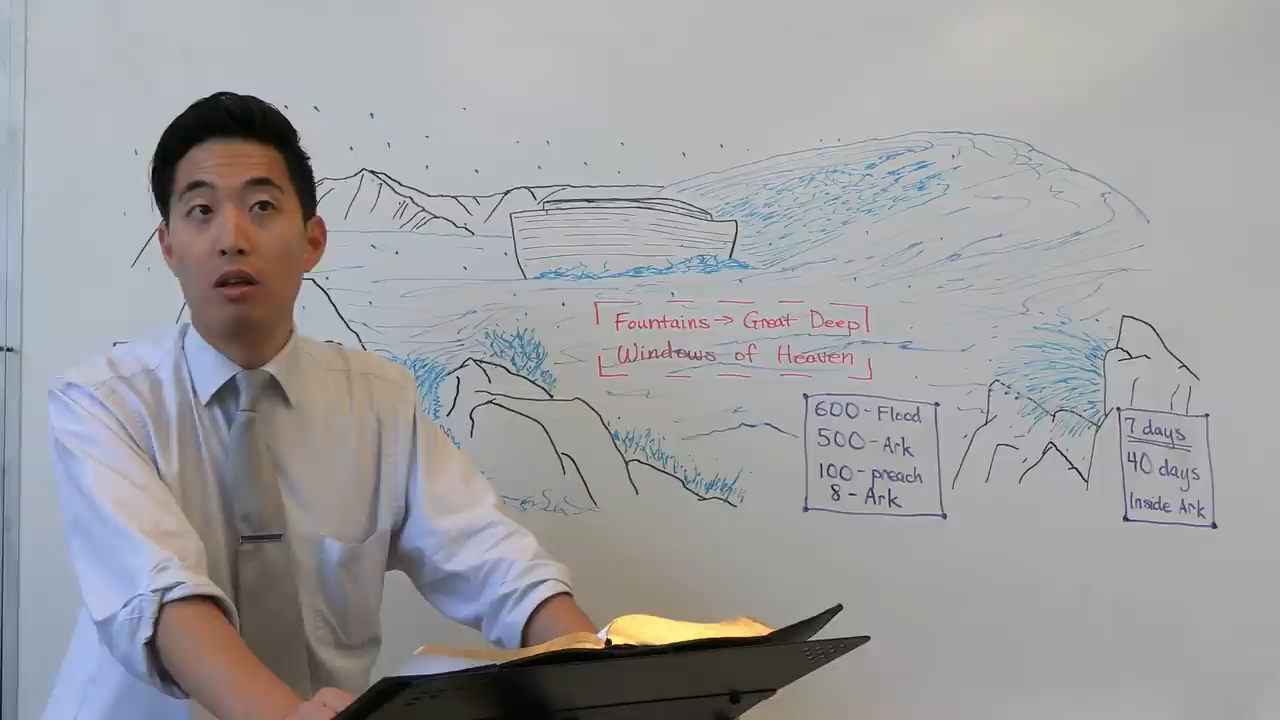 Fountains → Great Deep
Windows of Heaven
600 - Flood
500 - Ark
100 - preach
8 - Ark
7 days
40 days
Inside Ark